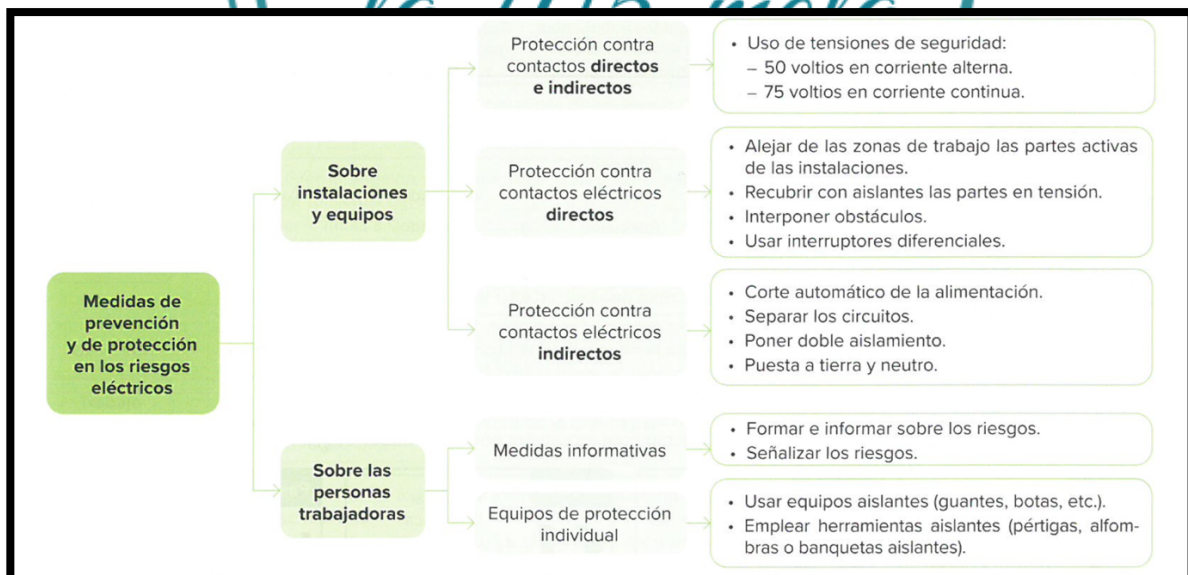 Medidas de
prevención
y de protección
en los riesgos
eléctricos
Sobre
instalaciones
y equipos
Protección contra
contactos directos
e indirectos
• Uso de tensiones de seguridad:
– 50 voltios en corriente alterna.
– 75 voltios en corriente continua.
Protección contra
contactos eléctricos
directos
• Alejar de las zonas de trabajo las partes activas
de las instalaciones.
• Recubrir con aislantes las partes en tensión.
• Interponer obstáculos.
• Usar interruptores diferenciales.
Protección contra
contactos eléctricos
indirectos
• Corte automático de la alimentación.
• Separar los circuitos.
• Poner doble aislamiento.
• Puesta a tierra y neutro.
Sobre las
personas
trabajadoras
Medidas informativas
• Formar e informar sobre los riesgos.
• Señalizar los riesgos.
Equipos de protección
individual
• Usar equipos aislantes (guantes, botas, etc.).
• Emplear herramientas aislantes (pértigas, alfom-
bras o banquetas aislantes).